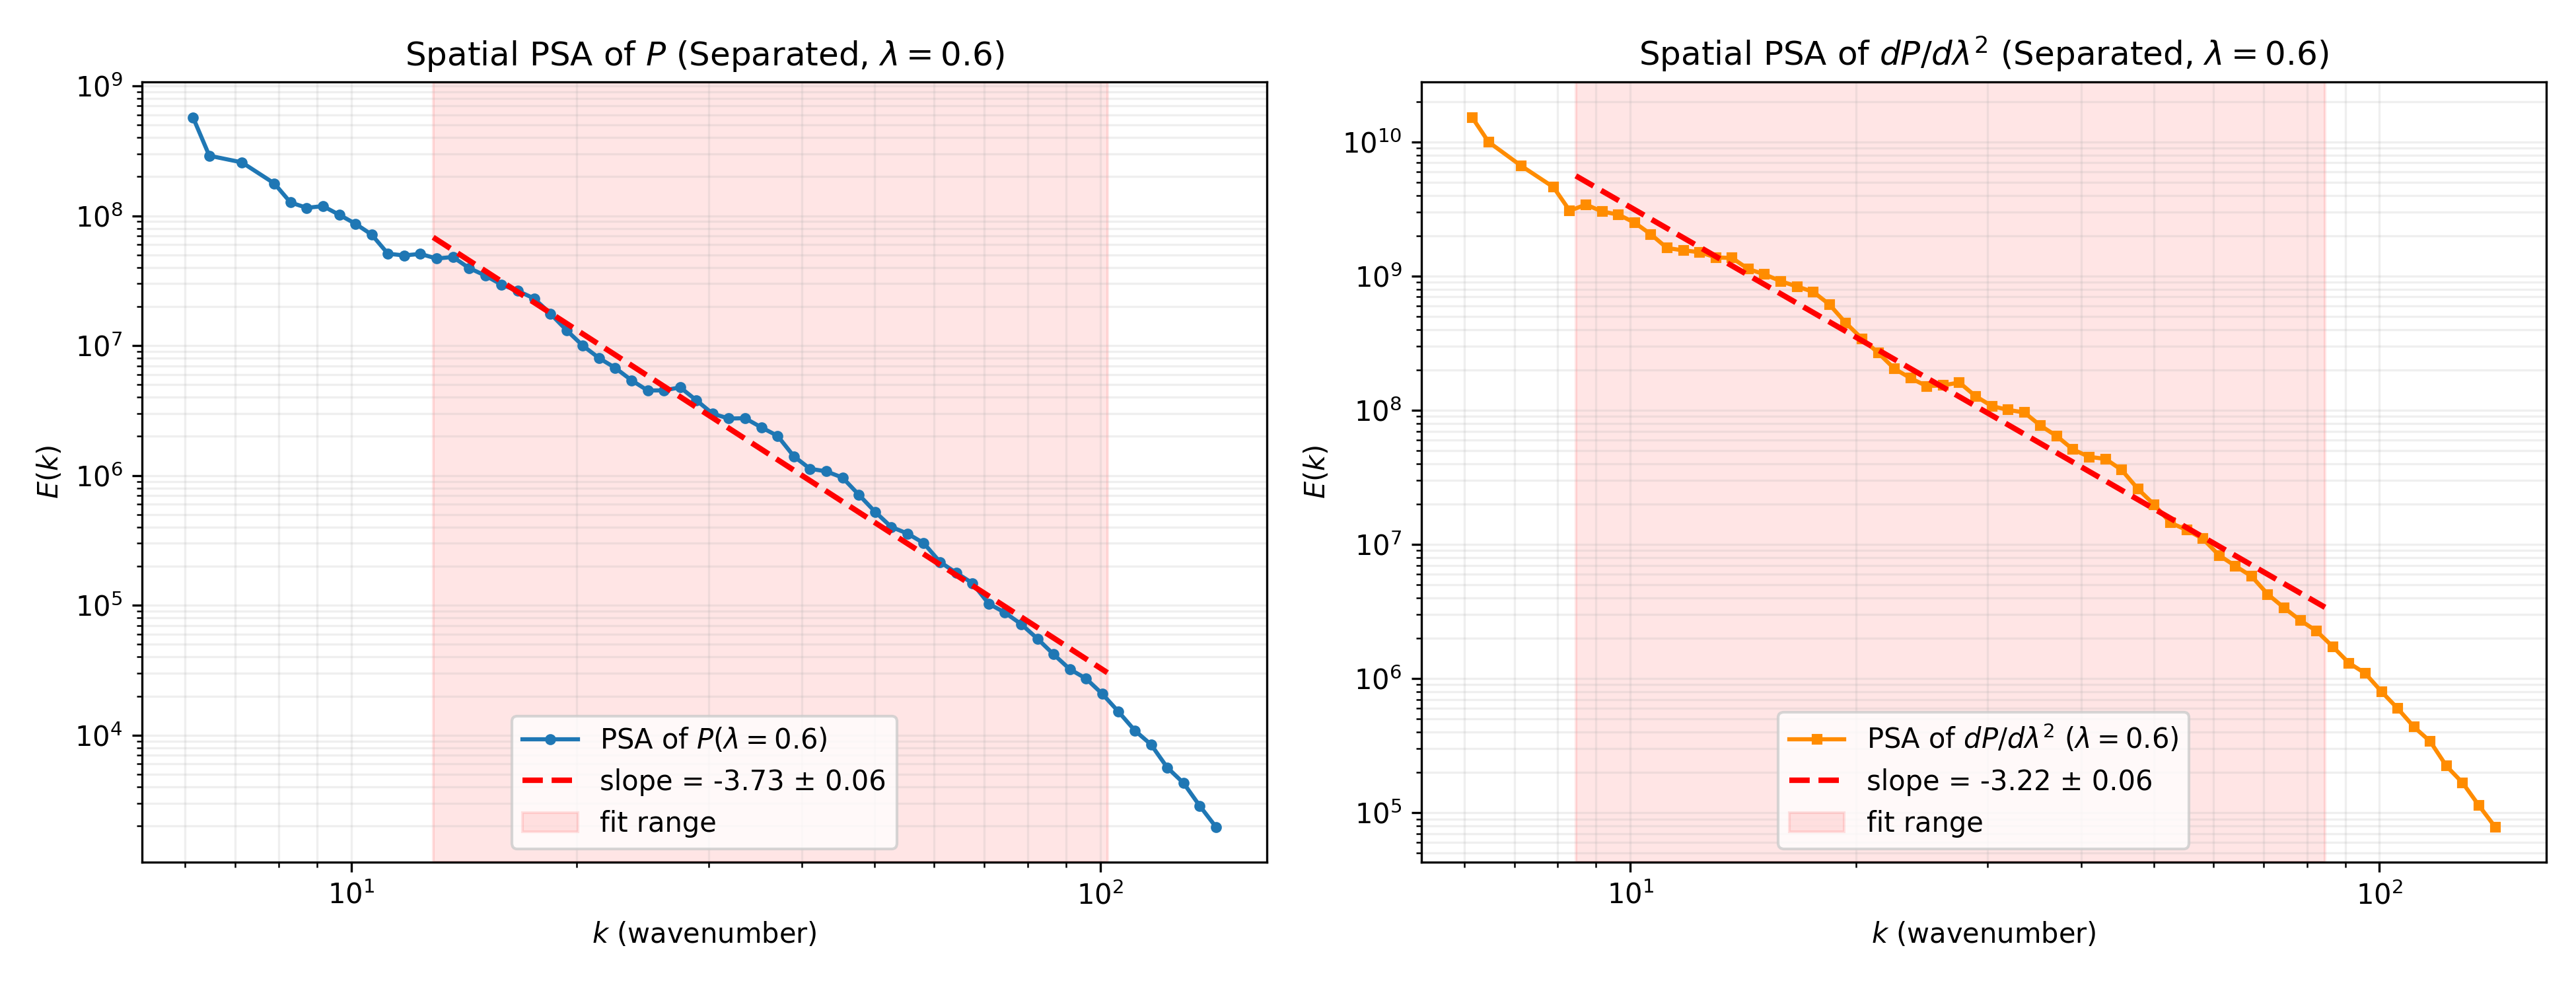 Spatial PSA of P (Separated, λ = 0.6)
10⁹
10⁸
10⁷
10⁶
10⁵
10⁴
E(k)
PSA of P(λ = 0.6)
slope = -3.73 ± 0.06
fit range
10¹
10²
k (wavenumber)
Spatial PSA of dP/dλ² (Separated, λ = 0.6)
10¹⁰
10⁹
10⁸
10⁷
10⁶
10⁵
E(k)
PSA of dP/dλ² (λ = 0.6)
slope = -3.22 ± 0.06
fit range
10¹
10²
k (wavenumber)